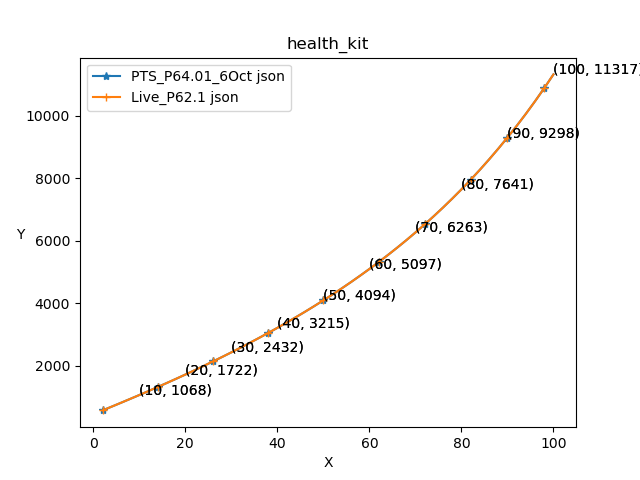 health_kit
PTS_P64.01_6Oct json
Live_P62.1 json
(100, 11317)
10000
(90, 9298)
8000
(80, 7641)
(70, 6263)
Y
6000
(60, 5097)
(50, 4094)
4000
(40, 3215)
(30, 2432)
2000
(20, 1722)
(10, 1068)
0 20 40 60 80 100
X